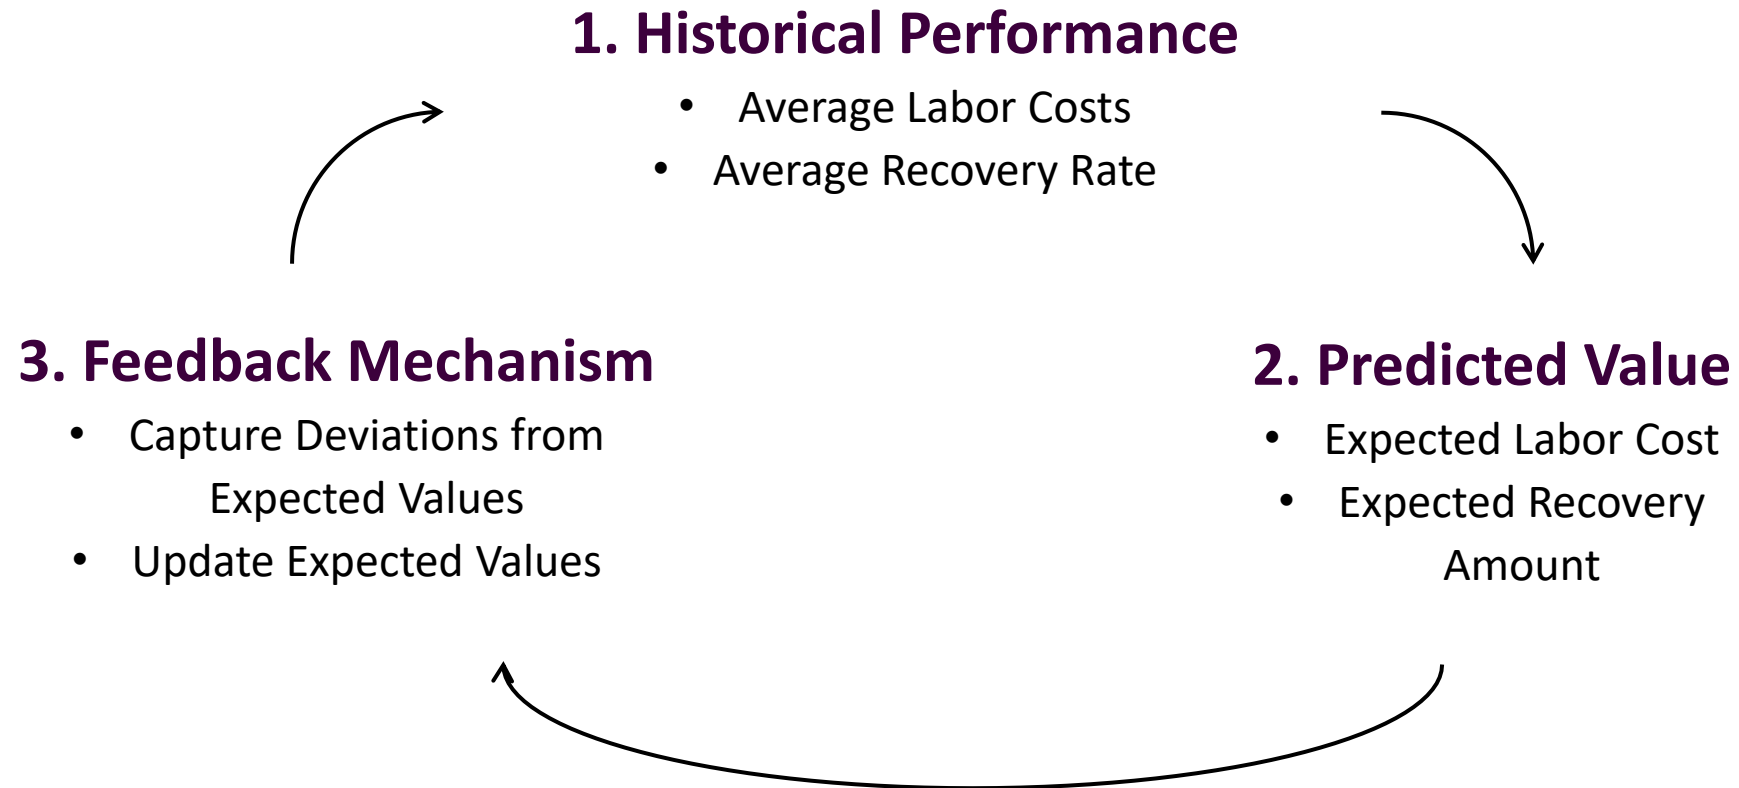 1. Historical Performance
• Average Labor Costs
• Average Recovery Rate
2. Predicted Value
• Expected Labor Cost
• Expected Recovery
Amount
3. Feedback Mechanism
• Capture Deviations from
Expected Values
• Update Expected Values